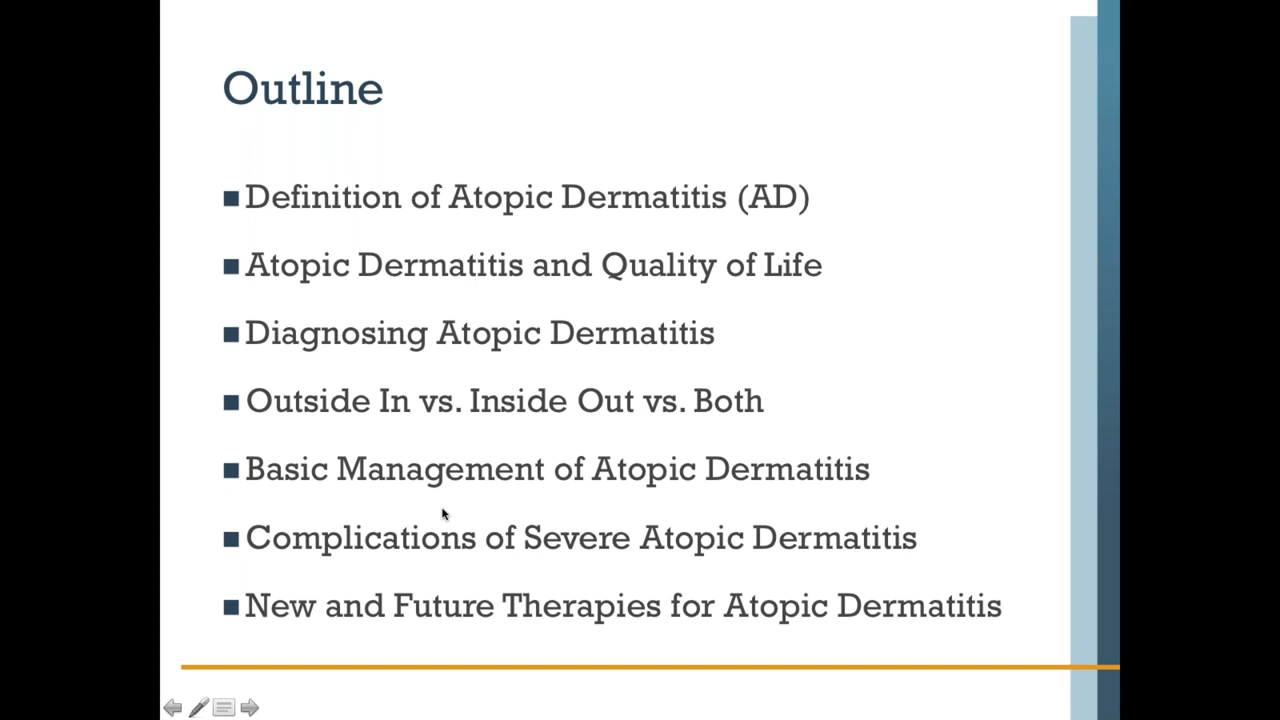 Outline
Definition of Atopic Dermatitis (AD)
Atopic Dermatitis and Quality of Life
Diagnosing Atopic Dermatitis
Outside In vs. Inside Out vs. Both
Basic Management of Atopic Dermatitis
Complications of Severe Atopic Dermatitis
New and Future Therapies for Atopic Dermatitis